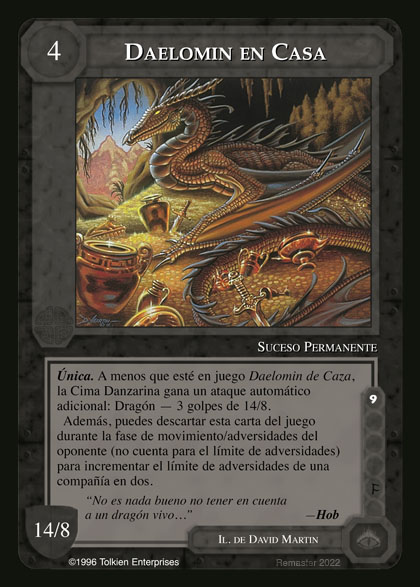 4
DAELOMIN EN CASA
SUCESO PERMANENTE
Única. A menos que esté en juego Daelomin de Caza,
la Cima Danzarina gana un ataque automático
adicional: Dragón — 3 golpes de 14/8.
Además, puedes descartar esta carta del juego
durante la fase de movimiento/adversidades del
oponente (no cuenta para el límite de adversidades)
para incrementar el límite de adversidades de una
compañía en dos.
“No es nada bueno no tener en cuenta
a un dragón vivo…” —Hob
9
14/8
IL. DE DAVID MARTIN
©1996 Tolkien Enterprises
Remaster 2022